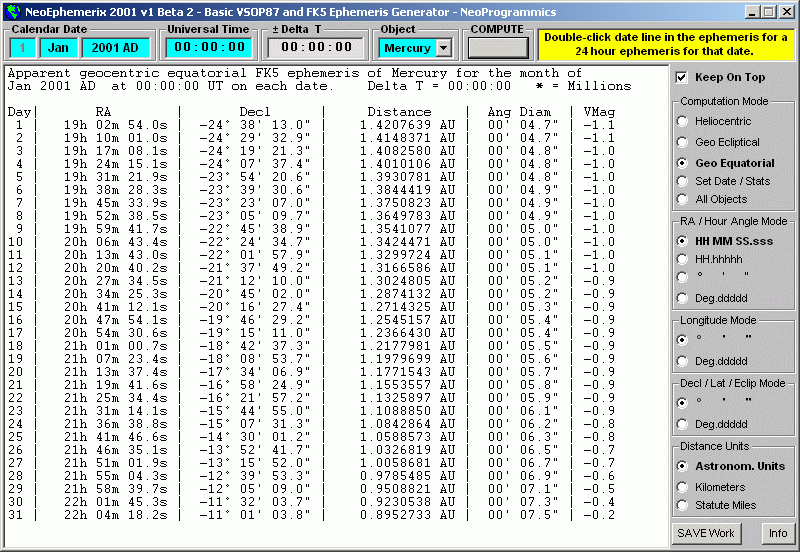 NeoEphemerix 2001 v1 Beta 2 - Basic VSOP87 and FK5 Ephemeris Generator - NeoProgrammics
Calendar Date Universal Time ± Delta T Object
1 Jan 2001 AD 00:00:00 00:00:00 Mercury COMPUTE
Double-click date line in the ephemeris for a
24 hour ephemeris for that date.
Apparent geocentric equatorial FK5 ephemeris of Mercury for the month of
Jan 2001 AD at 00:00:00 UT on each date. Delta T = 00:00:00 * = Millions
Day| RA | Decl | Distance | Ang Diam | VMag
1 | 19h 02m 54.0s | -24° 38' 13.0" | 1.4207639 AU | 00' 04.7" | -1.1
2 | 19h 10m 01.0s | -24° 29' 32.9" | 1.4148371 AU | 00' 04.7" | -1.1
3 | 19h 17m 08.1s | -24° 19' 21.3" | 1.4082580 AU | 00' 04.8" | -1.1
4 | 19h 24m 15.1s | -24° 07' 37.4" | 1.4010106 AU | 00' 04.8" | -1.0
5 | 19h 31m 21.9s | -23° 54' 20.6" | 1.3930781 AU | 00' 04.8" | -1.0
6 | 19h 38m 28.3s | -23° 39' 30.6" | 1.3844419 AU | 00' 04.9" | -1.0
7 | 19h 45m 33.9s | -23° 23' 07.0" | 1.3750823 AU | 00' 04.9" | -1.0
8 | 19h 52m 38.5s | -23° 05' 09.7" | 1.3649783 AU | 00' 04.9" | -1.0
9 | 19h 59m 41.7s | -22° 45' 38.9" | 1.3541077 AU | 00' 05.0" | -1.0
10 | 20h 06m 43.4s | -22° 24' 34.7" | 1.3424471 AU | 00' 05.0" | -1.0
11 | 20h 13m 43.0s | -22° 01' 57.9" | 1.3299724 AU | 00' 05.1" | -1.0
12 | 20h 20m 40.2s | -21° 37' 49.2" | 1.3166586 AU | 00' 05.1" | -1.0
13 | 20h 27m 34.5s | -21° 12' 10.0" | 1.3024805 AU | 00' 05.2" | -0.9
14 | 20h 34m 25.3s | -20° 45' 02.0" | 1.2874132 AU | 00' 05.2" | -0.9
15 | 20h 41m 12.1s | -20° 16' 27.4" | 1.2714325 AU | 00' 05.3" | -0.9
16 | 20h 47m 54.1s | -19° 46' 29.2" | 1.2545157 AU | 00' 05.4" | -0.9
17 | 20h 54m 30.6s | -19° 15' 11.0" | 1.2366430 AU | 00' 05.4" | -0.9
18 | 21h 01m 00.7s | -18° 42' 37.3" | 1.2177981 AU | 00' 05.5" | -0.9
19 | 21h 07m 23.4s | -18° 08' 53.7" | 1.1979699 AU | 00' 05.6" | -0.9
20 | 21h 13m 37.4s | -17° 34' 06.9" | 1.1771543 AU | 00' 05.7" | -0.9
21 | 21h 19m 41.6s | -16° 58' 24.9" | 1.1553557 AU | 00' 05.8" | -0.9
22 | 21h 25m 34.4s | -16° 21' 57.2" | 1.1325897 AU | 00' 05.9" | -0.9
23 | 21h 31m 14.1s | -15° 44' 55.0" | 1.1088850 AU | 00' 06.1" | -0.9
24 | 21h 36m 38.8s | -15° 07' 31.3" | 1.0842864 AU | 00' 06.2" | -0.8
25 | 21h 41m 46.6s | -14° 30' 01.2" | 1.0588573 AU | 00' 06.3" | -0.8
26 | 21h 46m 35.1s | -13° 52' 41.7" | 1.0326819 AU | 00' 06.5" | -0.7
27 | 21h 51m 01.9s | -13° 15' 52.0" | 1.0058681 AU | 00' 06.7" | -0.7
28 | 21h 55m 04.3s | -12° 39' 53.3" | 0.9785485 AU | 00' 06.9" | -0.6
29 | 21h 58m 39.7s | -12° 05' 09.0" | 0.9508821 AU | 00' 07.1" | -0.5
30 | 22h 01m 45.3s | -11° 32' 03.7" | 0.9230538 AU | 00' 07.3" | -0.4
31 | 22h 04m 18.2s | -11° 01' 03.8" | 0.8952733 AU | 00' 07.5" | -0.2
Keep On Top
Computation Mode
Heliocentric
Geo Ecliptical
Geo Equatorial
Set Date / Stats
All Objects
RA / Hour Angle Mode
HH MM SS.sss
HH.hhhhh
° ' "
Deg.ddddd
Longitude Mode
° ' "
Deg.ddddd
Decl / Lat / Eclip Mode
° ' "
Deg.ddddd
Distance Units
Astronom. Units
Kilometers
Statute Miles
SAVE Work Info